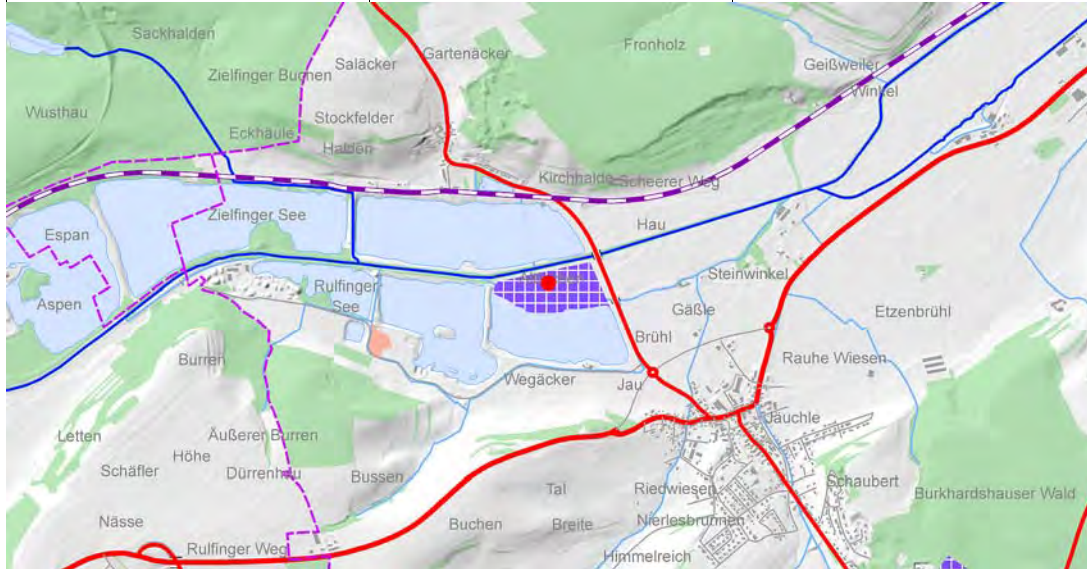 Sackhalden
Gartenäcker
Fronholz
Saläcker
Geißweiler
Zielfinger Buchen
Winkel
Wusthau
Stockfelder
Eckhäule
Halden
Kirchhalde
Scheerer Weg
Zielfinger See
Hau
Espan
Steinwinkel
Rulfinger
See
Aspen
Gäßle
Etzenbrühl
Brühl
Burren
Rauhe Wiesen
Wegäcker
Jau
Jäuchle
Letten
Äußerer Burren
Höhe
Schäfler
Dürrenhau
Bussen
Schaubert
Tal
Riedwiesen
Burkhardshauser Wald
Nässe
Buchen
Breite
Nierlesbrunnen
Rulfinger Weg
Himmelreich